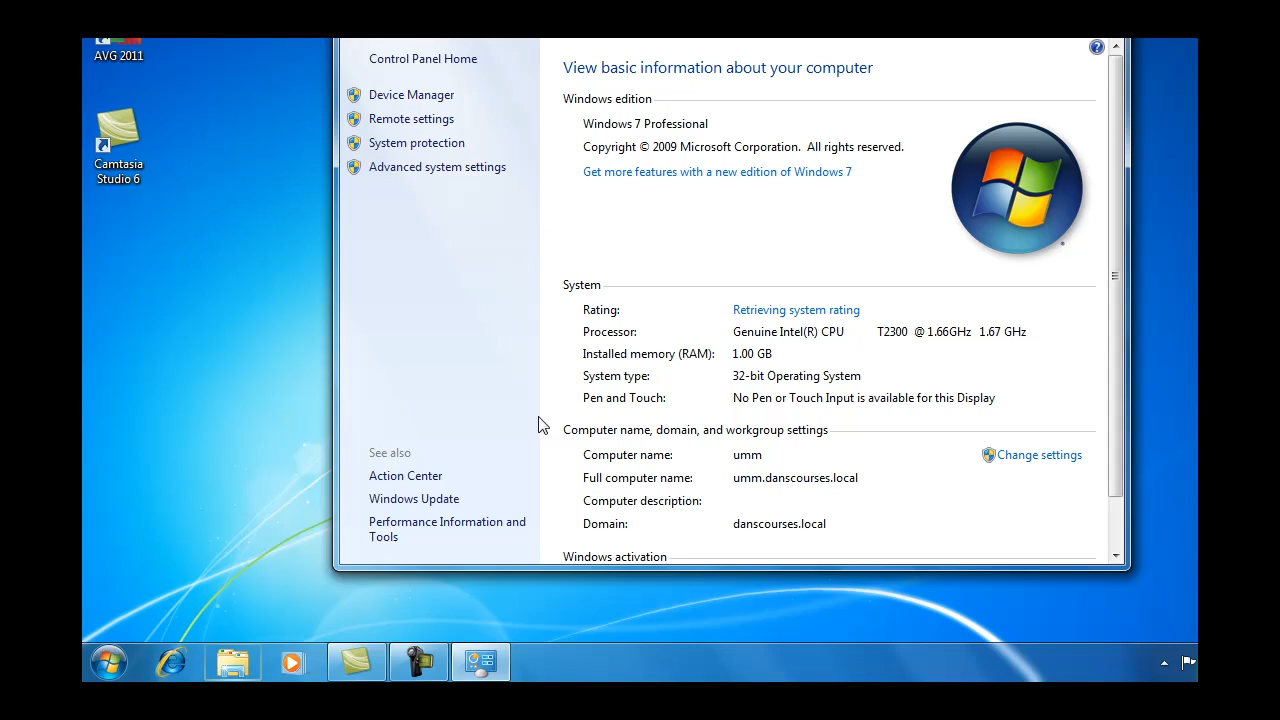 AVG 2011
Camtasia
Studio 6
Control Panel Home
Device Manager
Remote settings
System protection
Advanced system settings
See also
Action Center
Windows Update
Performance Information and
Tools
View basic information about your computer
Windows edition
Windows 7 Professional
Copyright © 2009 Microsoft Corporation.  All rights reserved.
Get more features with a new edition of Windows 7
System
Rating: Retrieving system rating
Processor: Genuine Intel(R) CPU T2300 @ 1.66GHz 1.67 GHz
Installed memory (RAM): 1.00 GB
System type: 32-bit Operating System
Pen and Touch: No Pen or Touch Input is available for this Display
Computer name, domain, and workgroup settings
Computer name: umm Change settings
Full computer name: umm.danscourses.local
Computer description:
Domain: danscourses.local
Windows activation